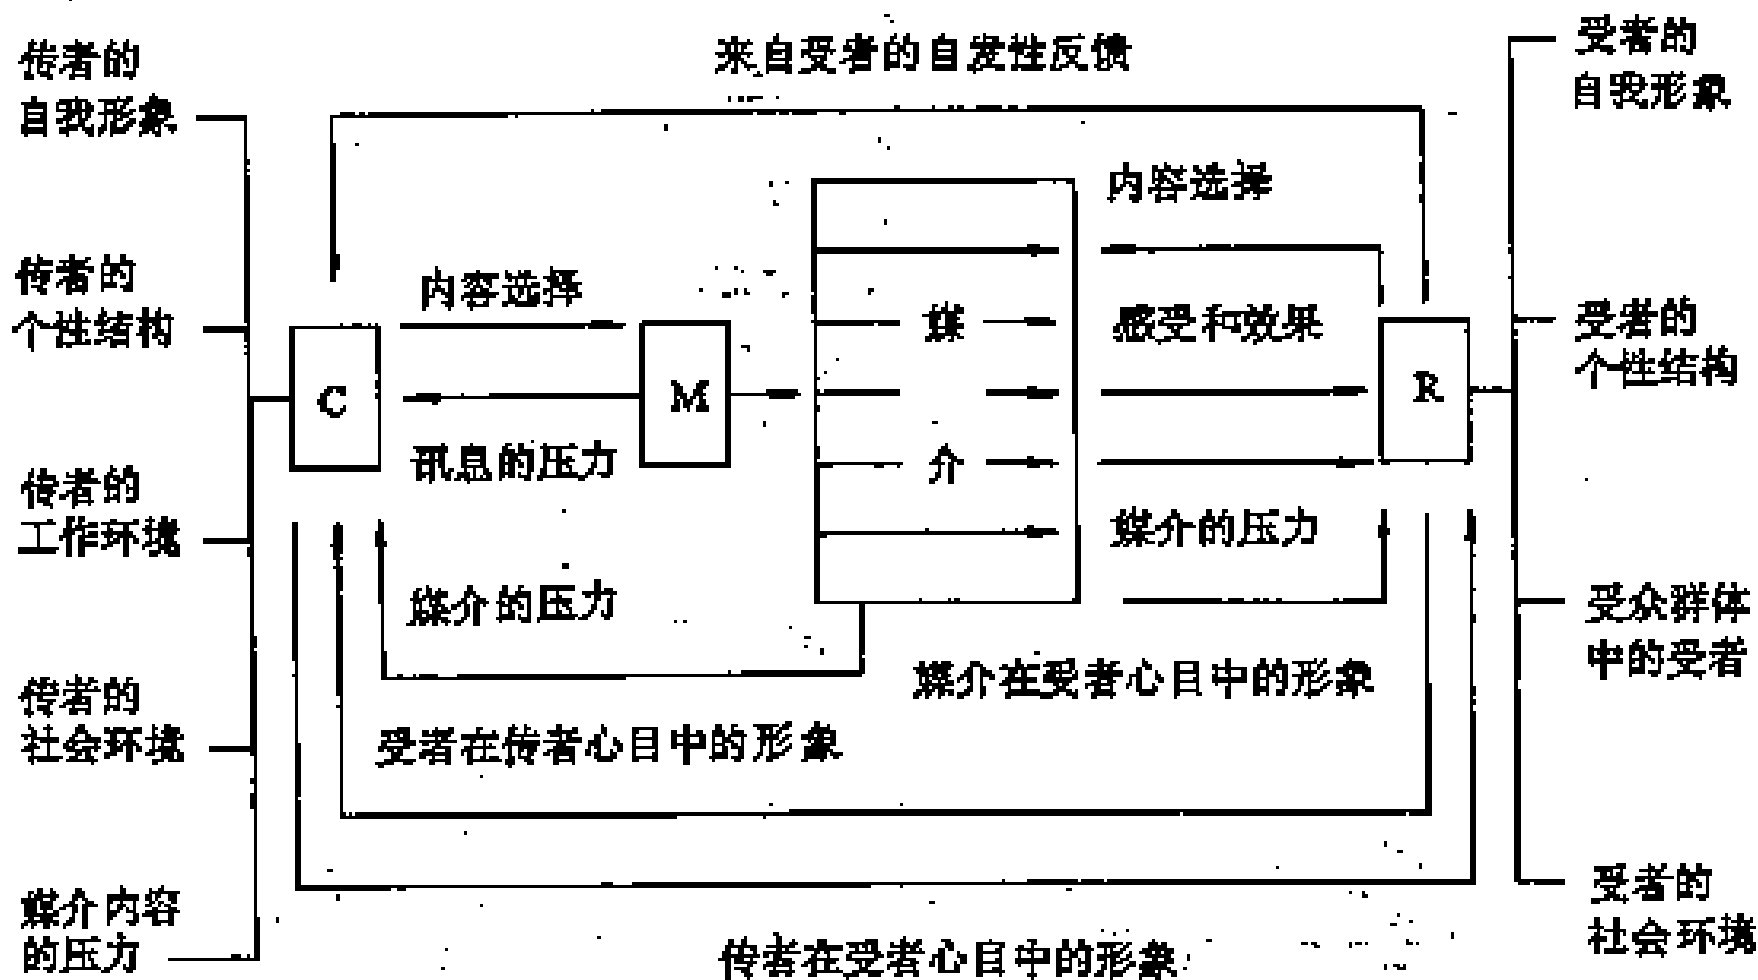 传者的
自我形象
传者的
个性结构
传者的
工作环境
传者的
社会环境
媒介内容
的压力
来自受者的自发性反馈
内容选择
C
讯息的压力
媒介的压力
M
媒
介
内容选择
感受和效果
媒介的压力
R
媒介在受者心目中的形象
受者在传者心目中的形象
传者在受者心目中的形象
受者的
自我形象
受者的
个性结构
受众群体
中的受者
受者的
社会环境